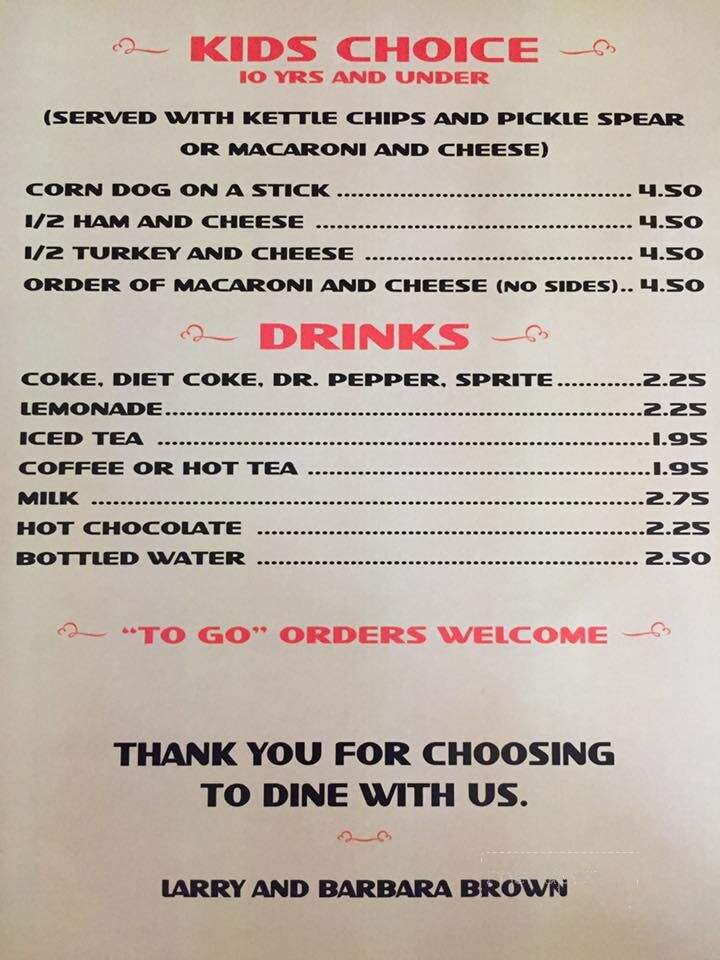 KIDS CHOICE
10 YRS AND UNDER
(SERVED WITH KETTLE CHIPS AND PICKLE SPEAR
OR MACARONI AND CHEESE)
CORN DOG ON A STICK ................................... 4.50
1/2 HAM AND CHEESE ...................................... 4.50
1/2 TURKEY AND CHEESE ................................ 4.50
ORDER OF MACARONI AND CHEESE (NO SIDES).. 4.50
DRINKS
COKE, DIET COKE, DR. PEPPER, SPRITE............2.25
LEMONADE.........................................................2.25
ICED TEA ...........................................................1.95
COFFEE OR HOT TEA .........................................1.95
MILK ..................................................................2.75
HOT CHOCOLATE ..............................................2.25
BOTTLED WATER ............................................. 2.50
"TO GO" ORDERS WELCOME
THANK YOU FOR CHOOSING
TO DINE WITH US.
LARRY AND BARBARA BROWN